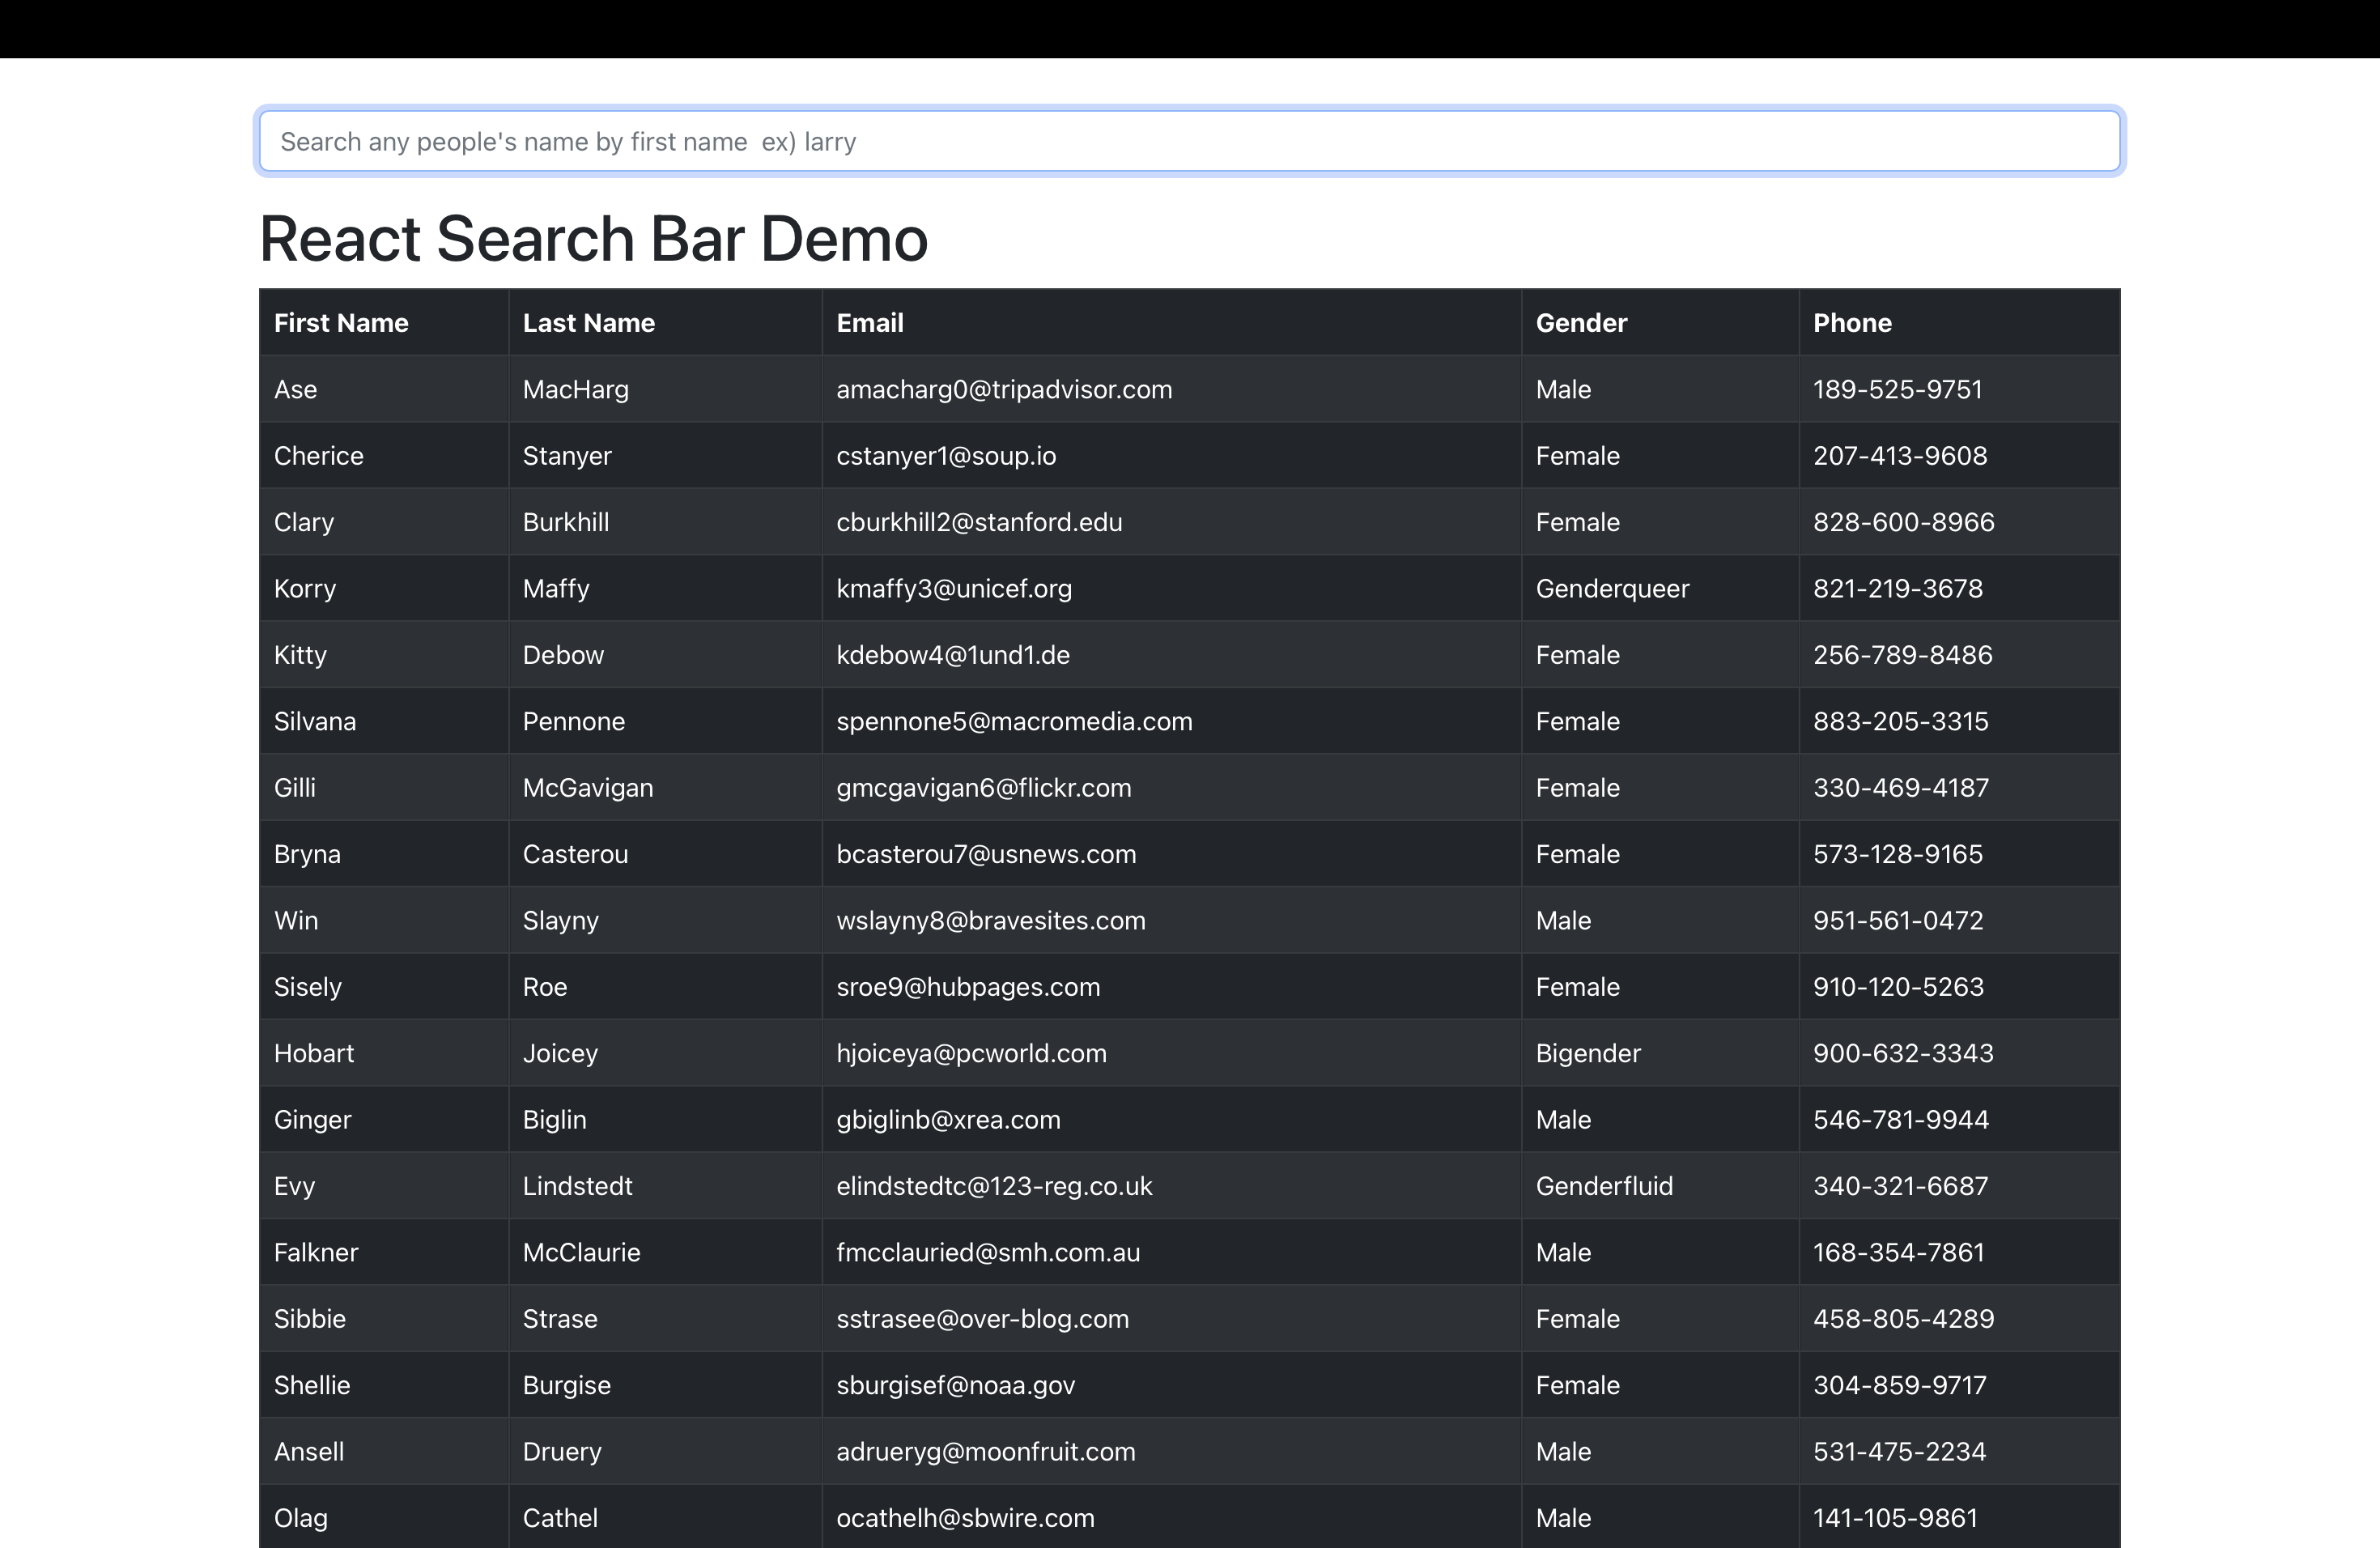 Search any people's name by first name  ex) larry
React Search Bar Demo
First Name Last Name Email Gender Phone
Ase MacHarg amacharg0@tripadvisor.com Male 189-525-9751
Cherice Stanyer cstanyer1@soup.io Female 207-413-9608
Clary Burkhill cburkhill2@stanford.edu Female 828-600-8966
Korry Maffy kmaffy3@unicef.org Genderqueer 821-219-3678
Kitty Debow kdebow4@1und1.de Female 256-789-8486
Silvana Pennone spennone5@macromedia.com Female 883-205-3315
Gilli McGavigan gmcgavigan6@flickr.com Female 330-469-4187
Bryna Casterou bcasterou7@usnews.com Female 573-128-9165
Win Slayny wslayny8@bravesites.com Male 951-561-0472
Sisely Roe sroe9@hubpages.com Female 910-120-5263
Hobart Joicey hjoiceya@pcworld.com Bigender 900-632-3343
Ginger Biglin gbiglinb@xrea.com Male 546-781-9944
Evy Lindstedt elindstedtc@123-reg.co.uk Genderfluid 340-321-6687
Falkner McClaurie fmcclauried@smh.com.au Male 168-354-7861
Sibbie Strase sstrasee@over-blog.com Female 458-805-4289
Shellie Burgise sburgisef@noaa.gov Female 304-859-9717
Ansell Druery adrueryg@moonfruit.com Male 531-475-2234
Olag Cathel ocathelh@sbwire.com Male 141-105-9861